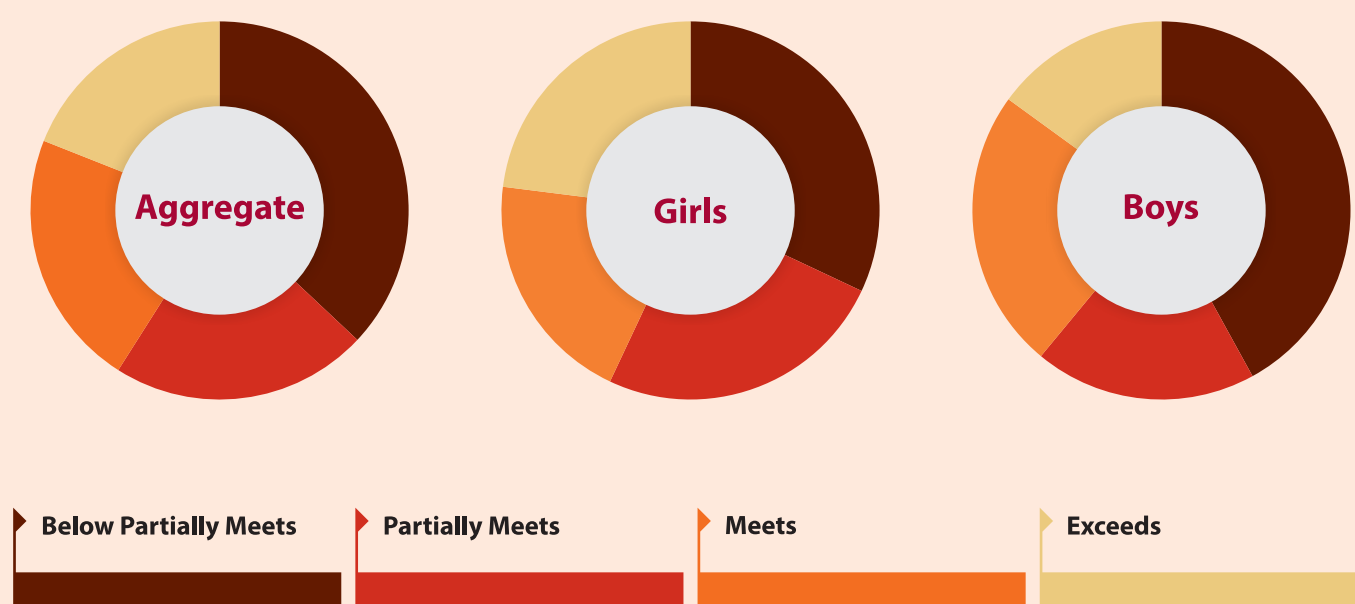 Aggregate
Girls
Boys
Below Partially Meets
Partially Meets
Meets
Exceeds